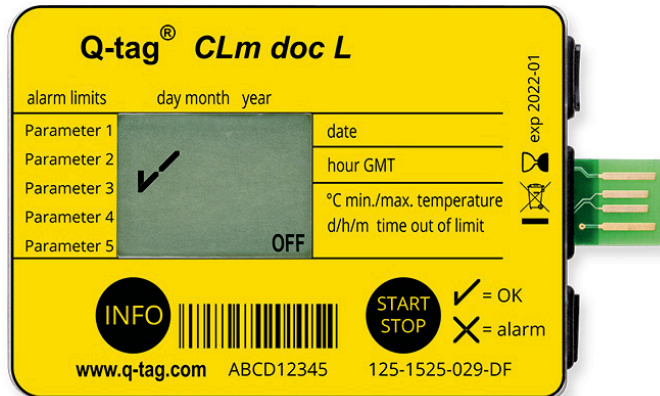 Q-tag® CLm doc L
alarm limits day month year
Parameter 1
Parameter 2
Parameter 3
Parameter 4
Parameter 5
OFF
date
hour GMT
°C min./max. temperature
d/h/m time out of limit
exp 2022-01
INFO
START
STOP
= OK
= alarm
www.q-tag.com ABCD12345 125-1525-029-DF